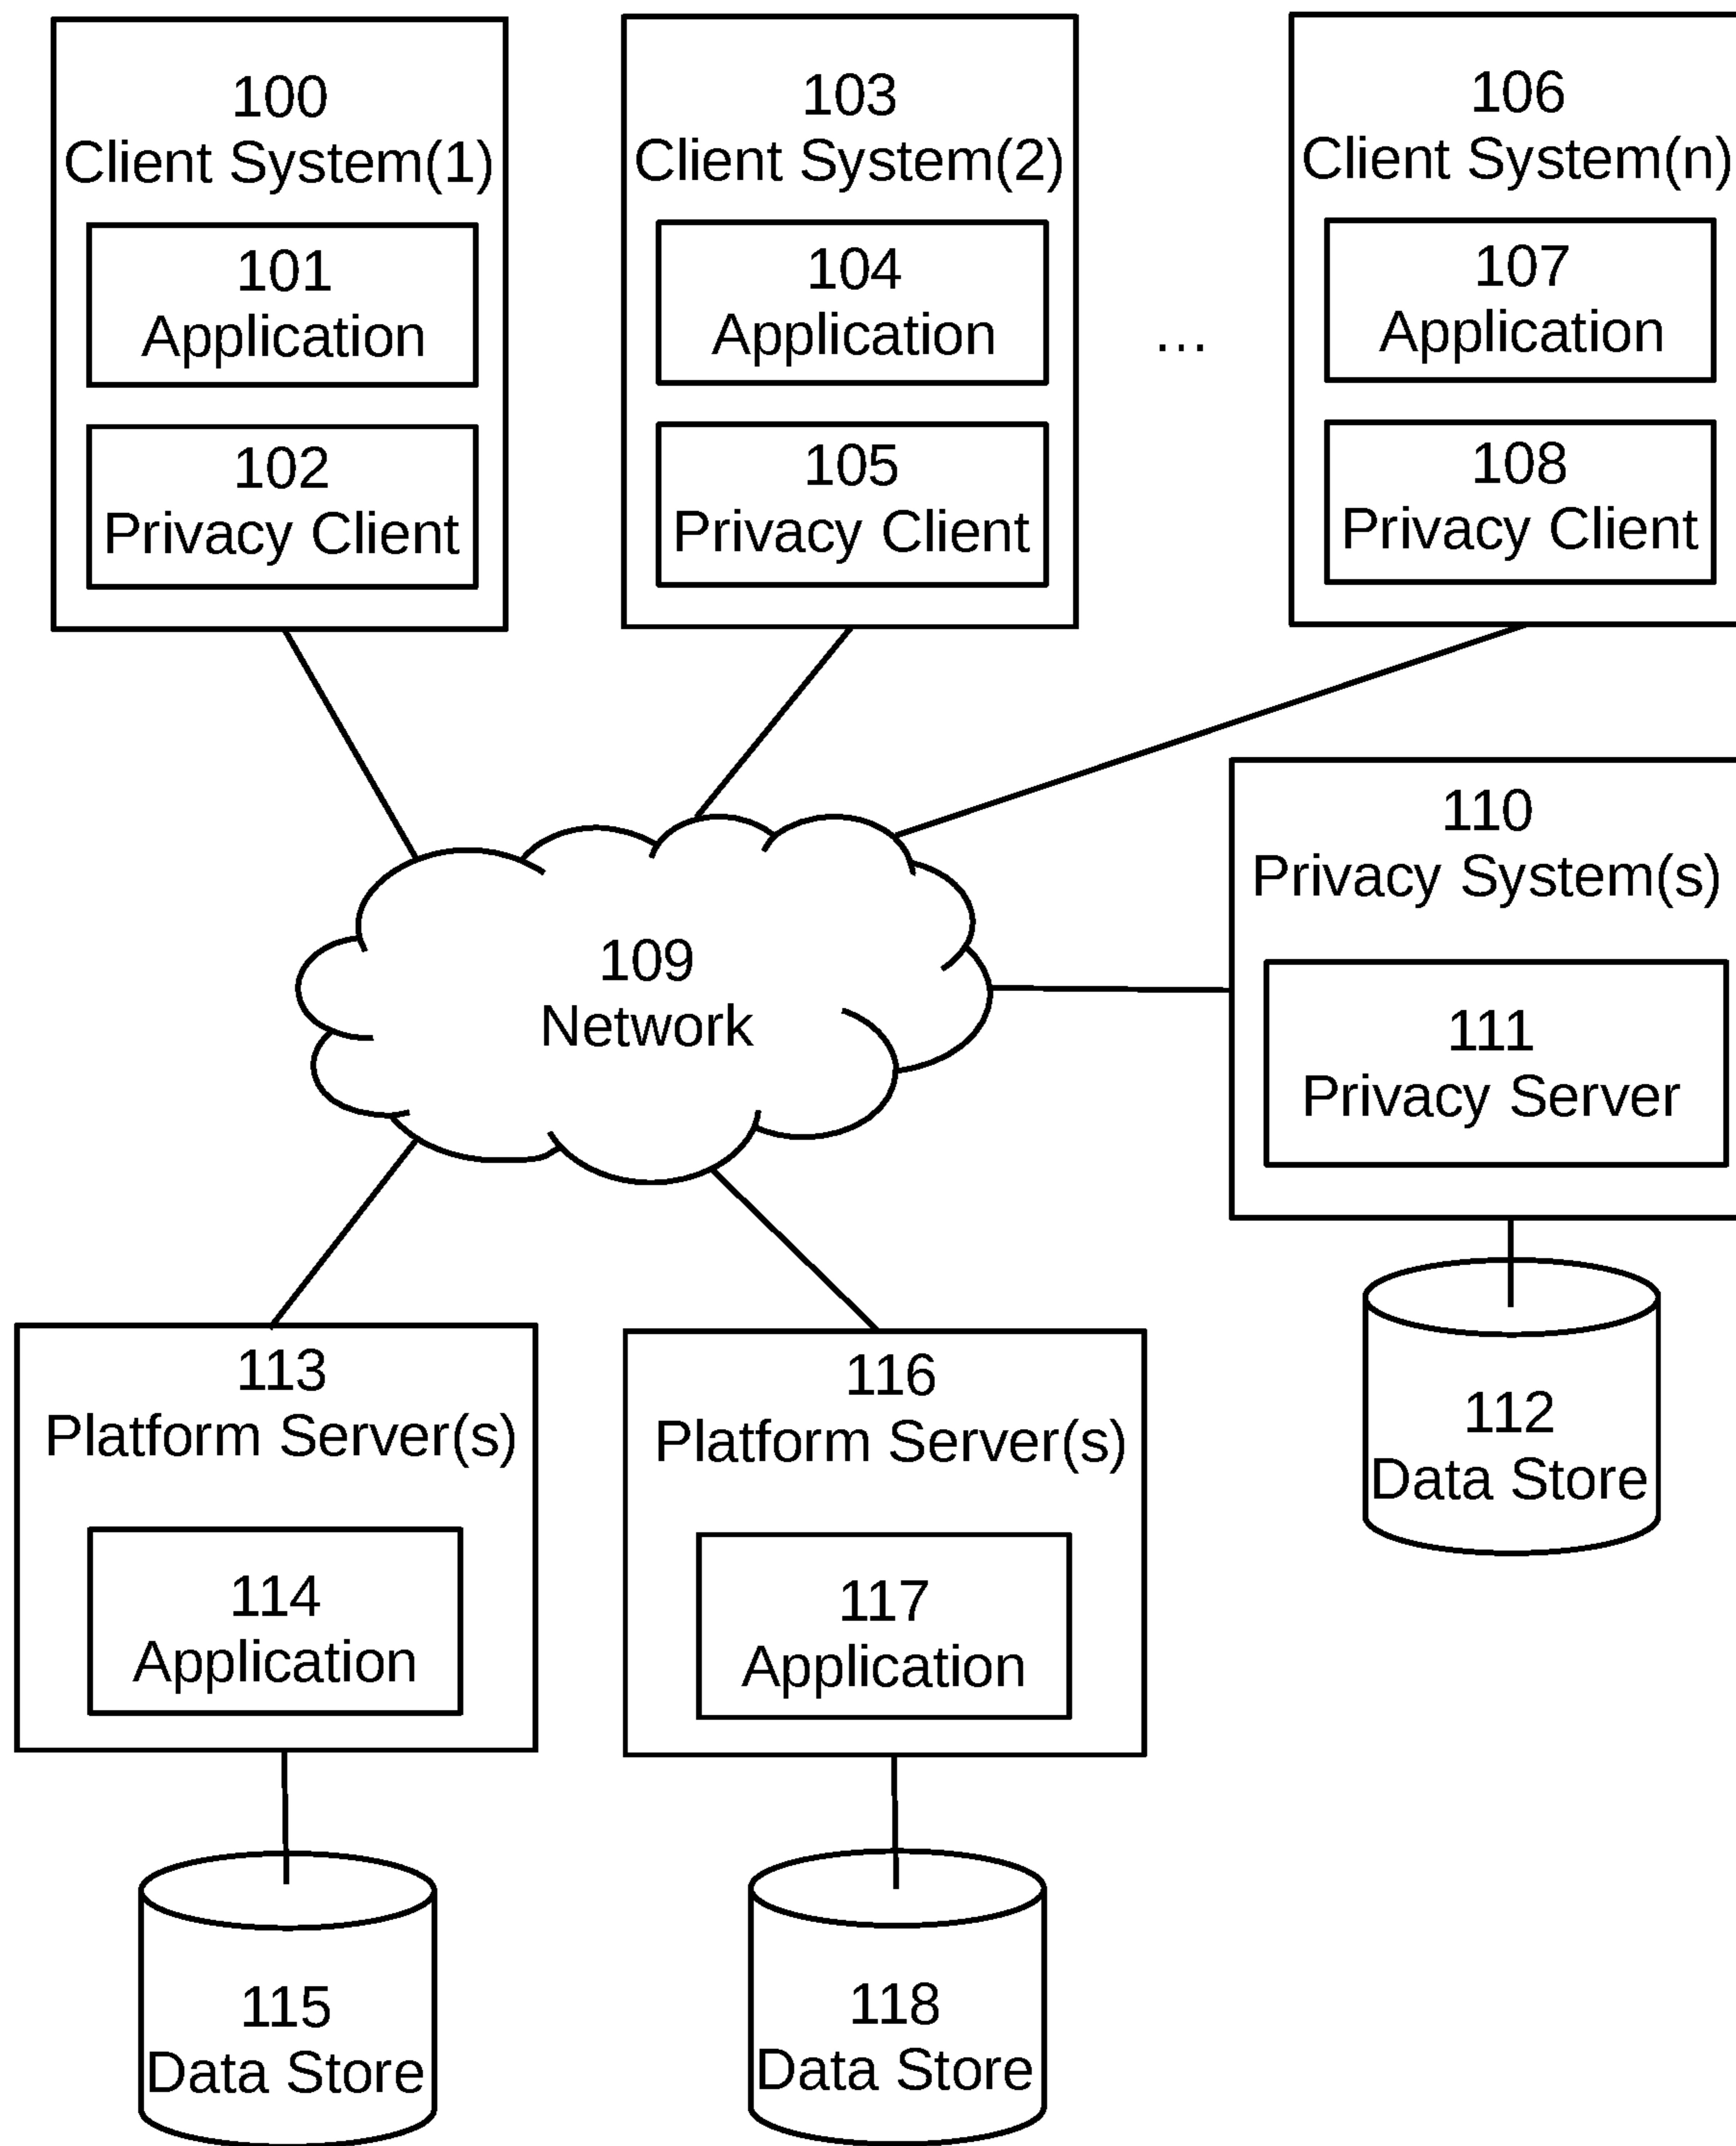 100
Client System(1)
101
Application
102
Privacy Client
103
Client System(2)
104
Application
105
Privacy Client
...
106
Client System(n)
107
Application
108
Privacy Client
109
Network
110
Privacy System(s)
111
Privacy Server
112
Data Store
113
Platform Server(s)
114
Application
115
Data Store
116
Platform Server(s)
117
Application
118
Data Store